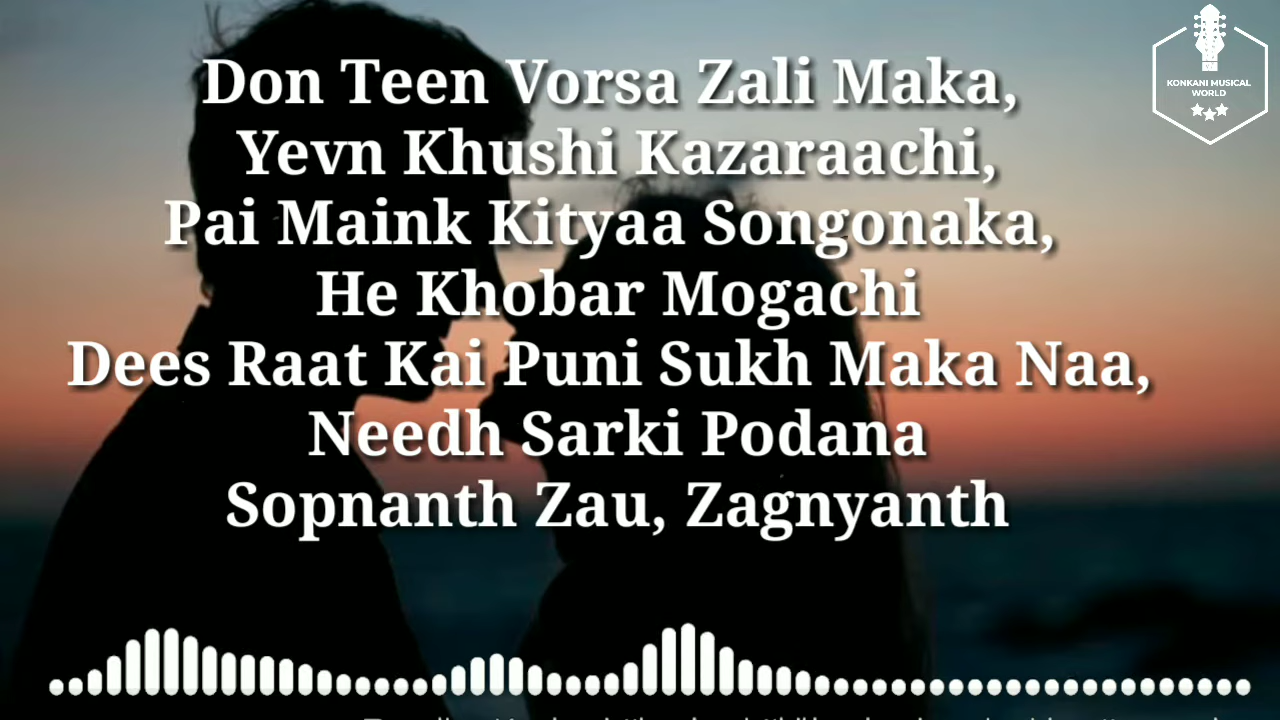 Don Teen Vorsa Zali Maka,
Yevn Khushi Kazaraachi,
Pai Maink Kityaa Songonaka,
He Khobar Mogachi
Dees Raat Kai Puni Sukh Maka Naa,
Needh Sarki Podana
Sopnanth Zau, Zagnyanth
KONKANI MUSICAL
WORLD